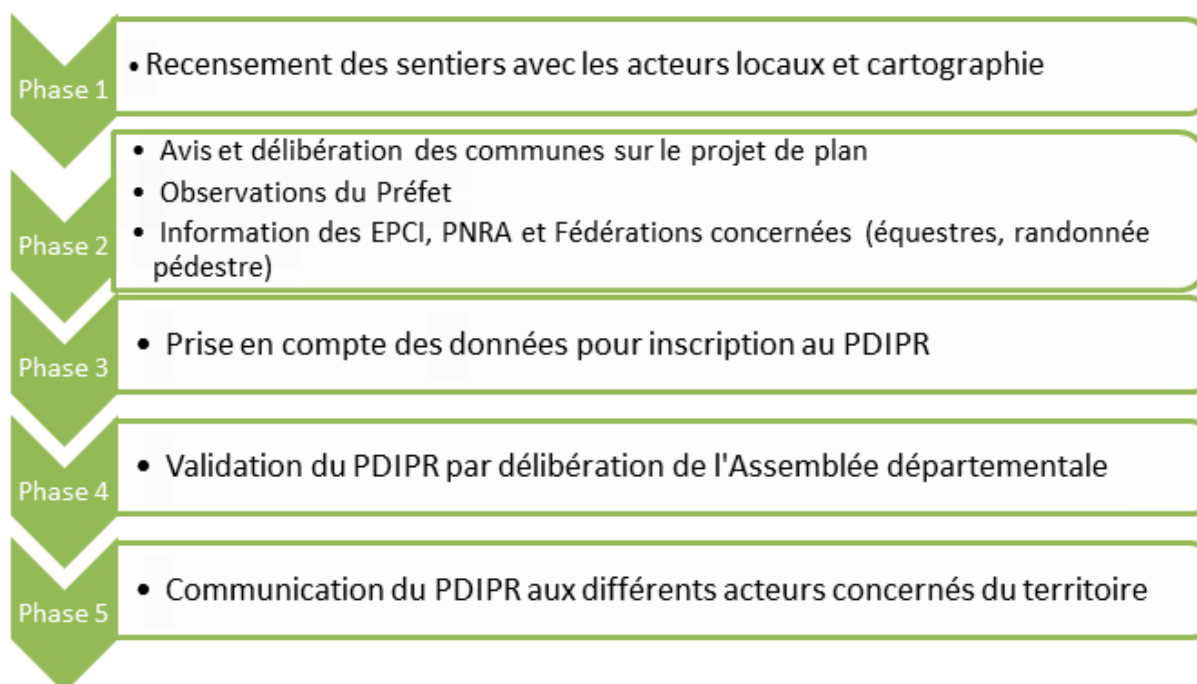 Phase 1
• Recensement des sentiers avec les acteurs locaux et cartographie
Phase 2
• Avis et délibération des communes sur le projet de plan
• Observations du Préfet
• Information des EPCI, PNRA et Fédérations concernées (équestres, randonnée
pédestre)
Phase 3
• Prise en compte des données pour inscription au PDIPR
Phase 4
• Validation du PDIPR par délibération de l'Assemblée départementale
Phase 5
• Communication du PDIPR aux différents acteurs concernés du territoire